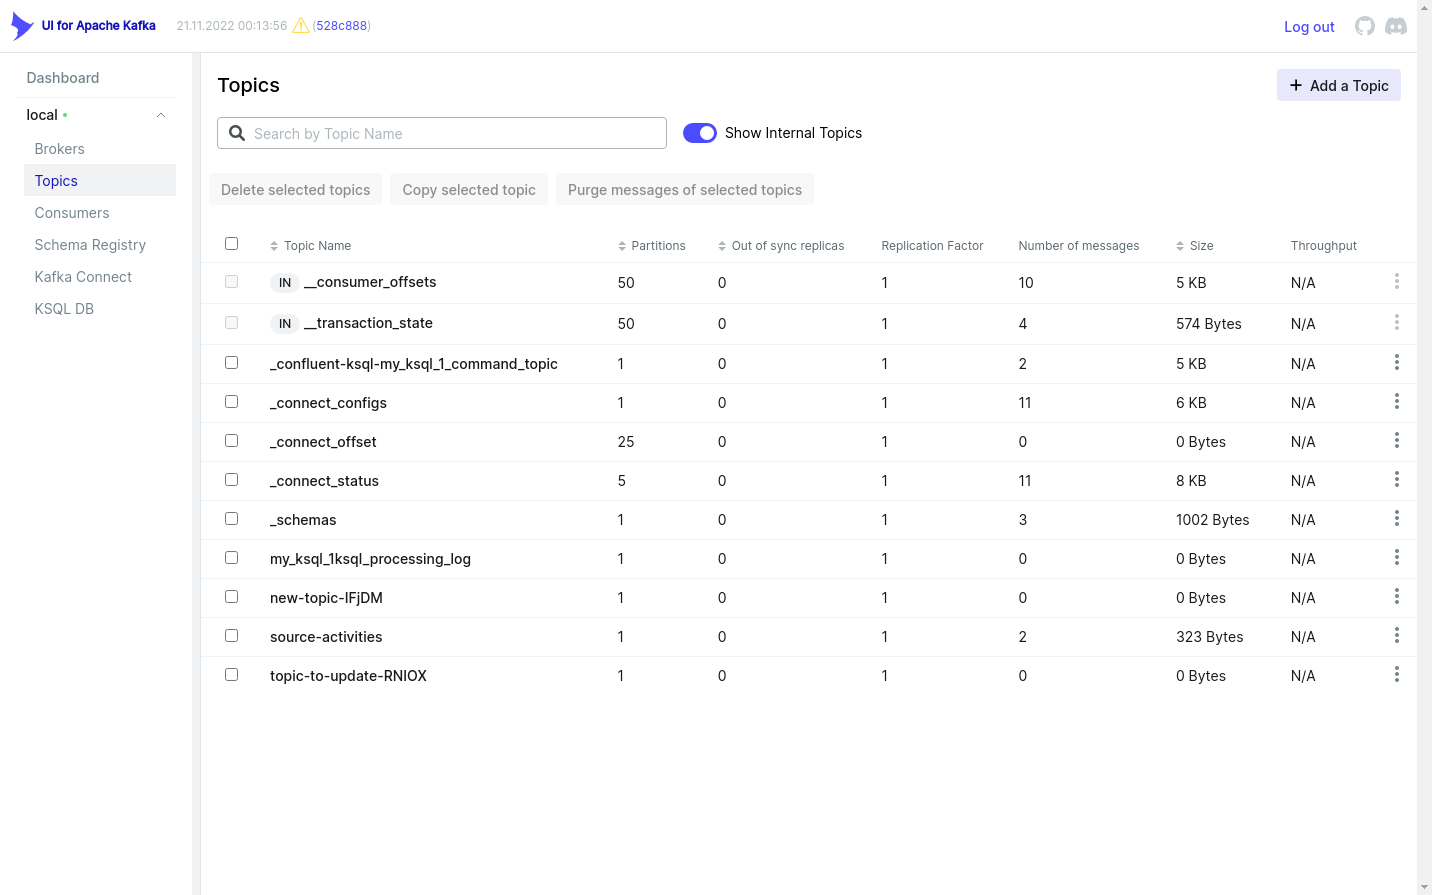 UI for Apache Kafka 21.11.2022 00:13:56 (528c888) Log out
Dashboard
local
Brokers
Topics
Consumers
Schema Registry
Kafka Connect
KSQL DB
Topics
Add a Topic
Search by Topic Name
Show Internal Topics
Delete selected topics Copy selected topic Purge messages of selected topics
Topic Name Partitions Out of sync replicas Replication Factor Number of messages Size Throughput
IN __consumer_offsets 50 0 1 10 5 KB N/A
IN __transaction_state 50 0 1 4 574 Bytes N/A
_confluent-ksql-my_ksql_1_command_topic 1 0 1 2 5 KB N/A
_connect_configs 1 0 1 11 6 KB N/A
_connect_offset 25 0 1 0 0 Bytes N/A
_connect_status 5 0 1 11 8 KB N/A
_schemas 1 0 1 3 1002 Bytes N/A
my_ksql_1ksql_processing_log 1 0 1 0 0 Bytes N/A
new-topic-IFjDM 1 0 1 0 0 Bytes N/A
source-activities 1 0 1 2 323 Bytes N/A
topic-to-update-RNIOX 1 0 1 0 0 Bytes N/A